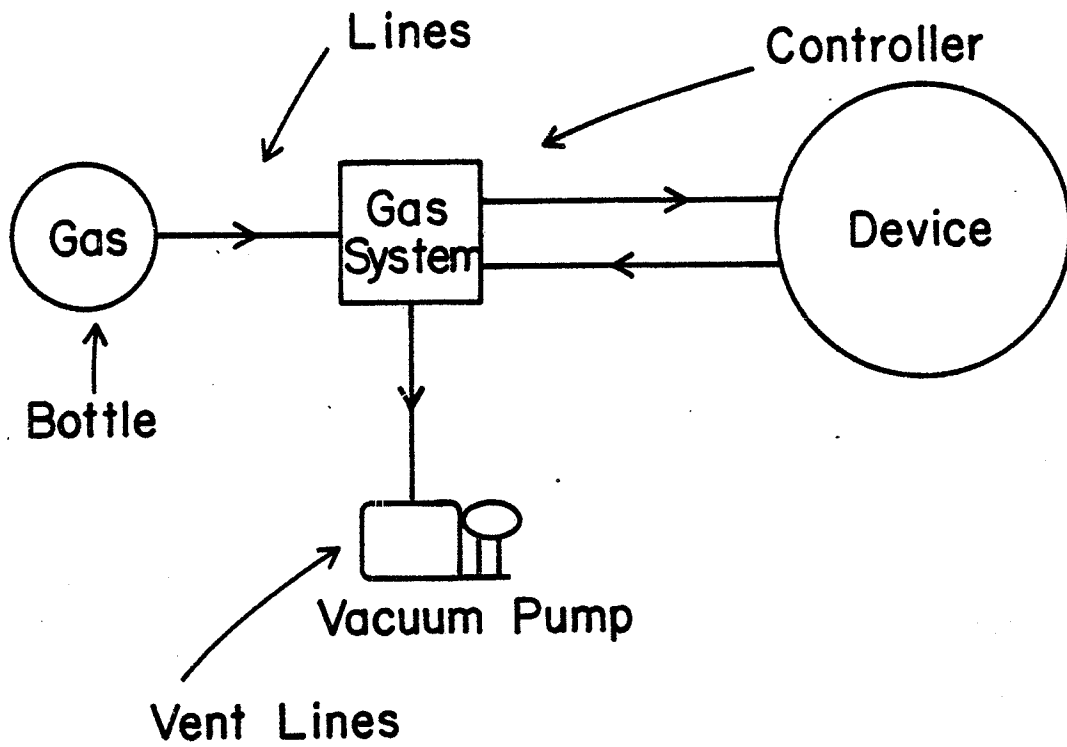 Lines
Controller
Gas
Gas
System
Device
Bottle
Vacuum Pump
Vent Lines